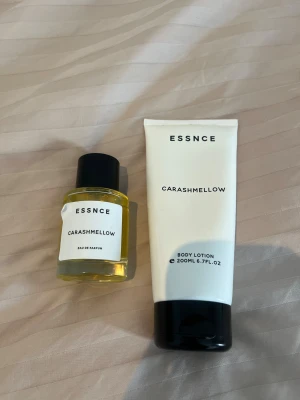 ESSNCE
CARASHMELLOW
EAU DE PARFUM
ESSNCE
CARASHMELLOW
BODY LOTION
e 200ML 6.7FL.OZ